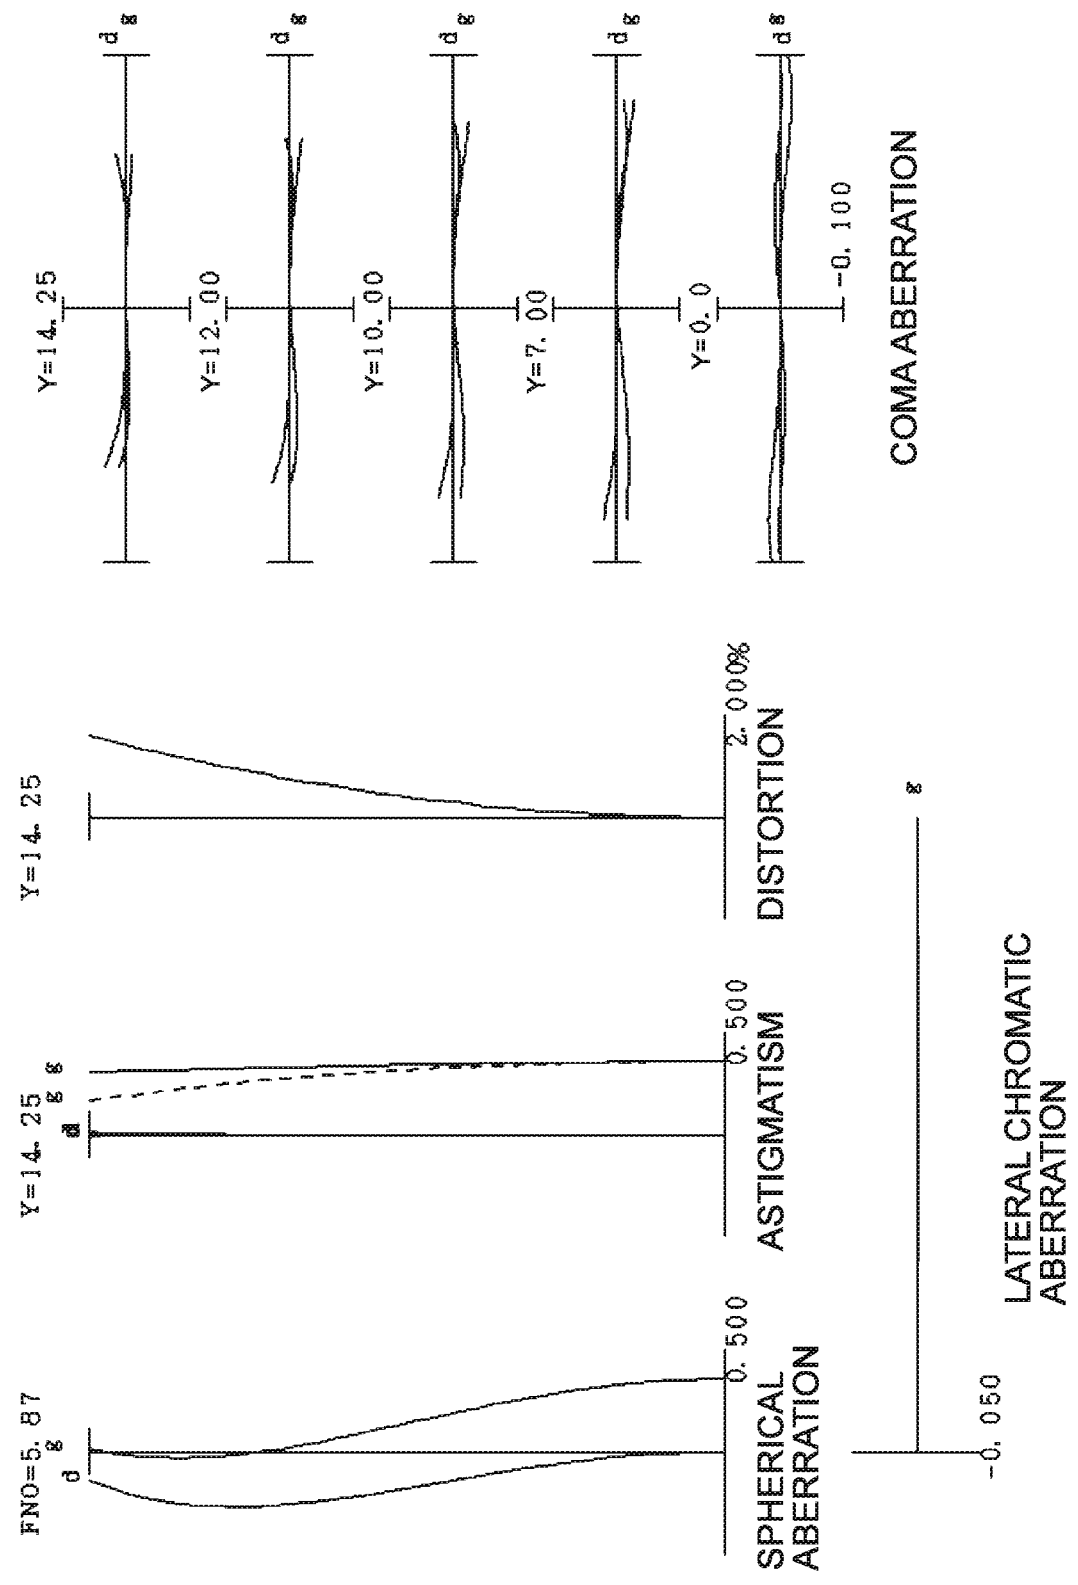 FNO=5. 87
d
g
0. 500
SPHERICAL
ABERRATION
Y=14. 25
d
g
g
0. 500
ASTIGMATISM
Y=14. 25
2. 000%
DISTORTION
Y=14. 25
d
g
Y=12. 00
d
g
Y=10. 00
d
g
Y=7. 00
d
g
Y=0. 0
d
g
-0. 100
COMA ABERRATION
g
-0. 050
LATERAL CHROMATIC
ABERRATION